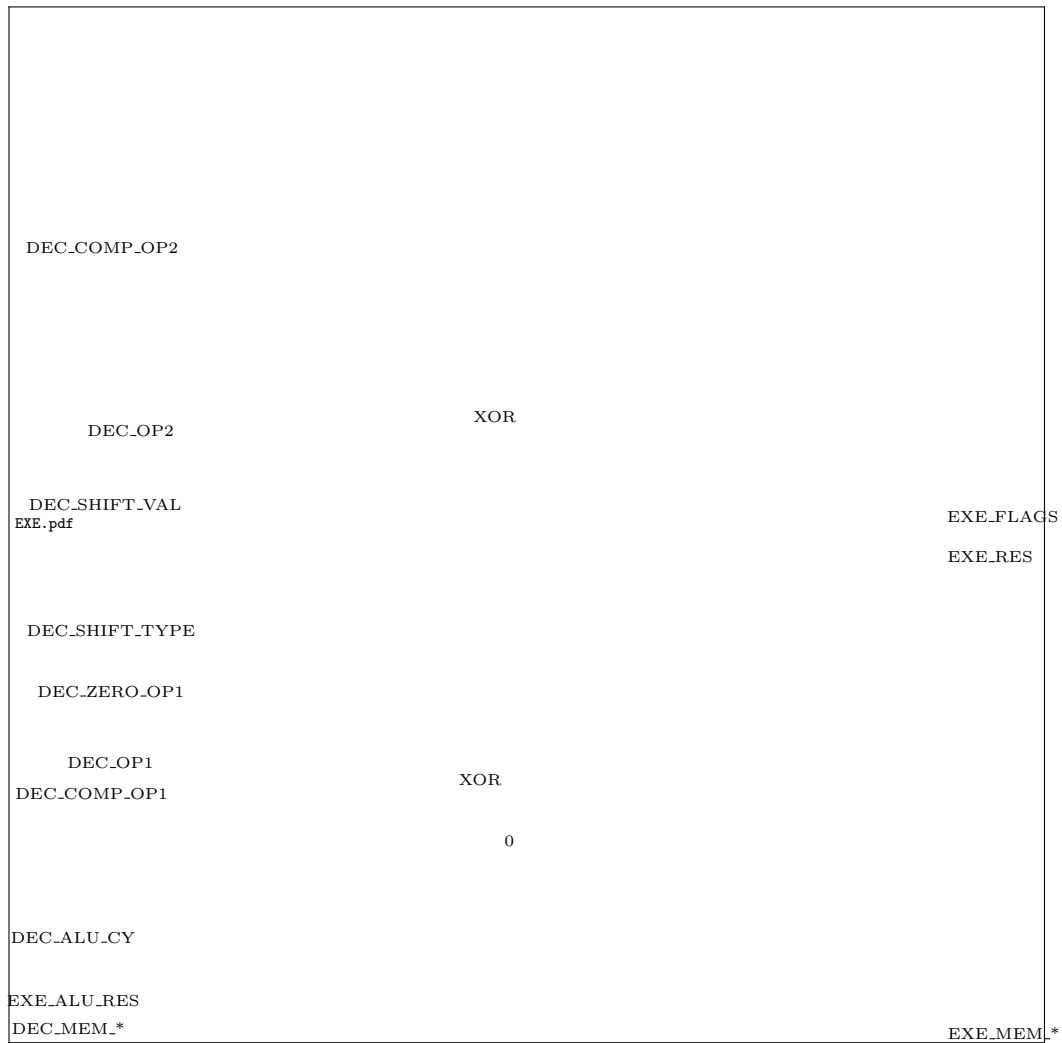 DEC_COMP_OP2
XOR
DEC_OP2
DEC_SHIFT_VAL
EXE.pdf
EXE_FLAGS
EXE_RES
DEC_SHIFT_TYPE
DEC_ZERO_OP1
DEC_OP1
XOR
DEC_COMP_OP1
0
DEC_ALU_CY
EXE_ALU_RES
DEC_MEM_*
EXE_MEM_*